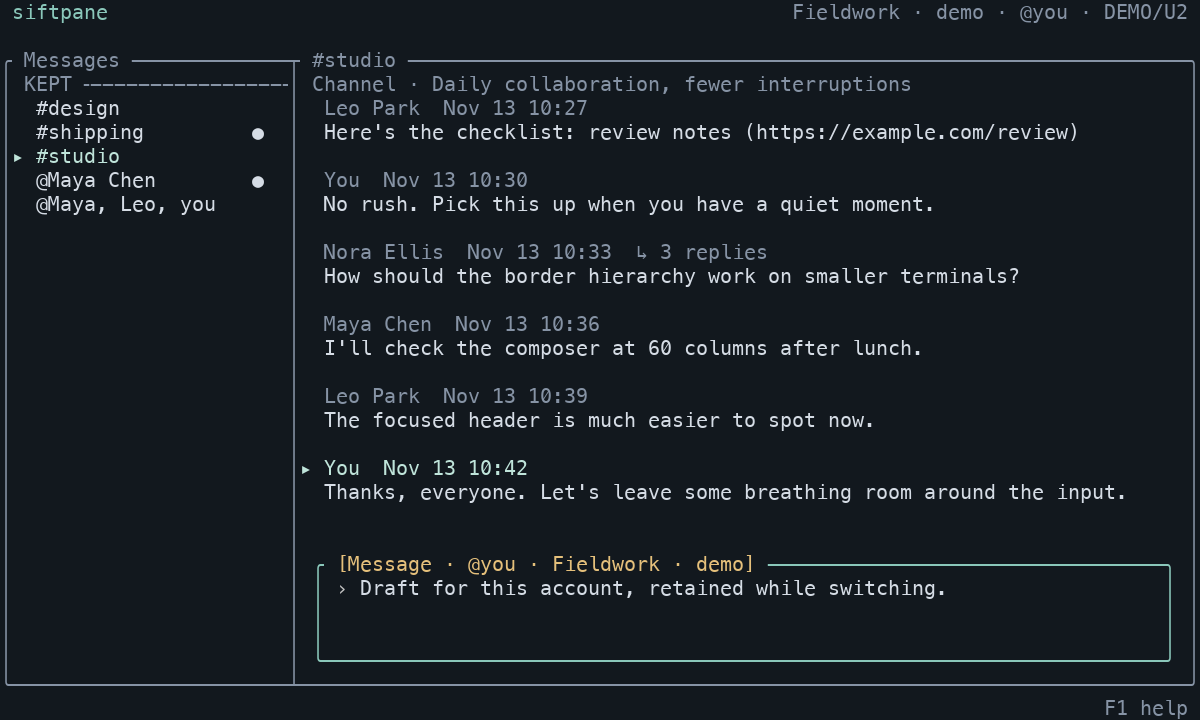 siftpane
Fieldwork · demo · @you · DEMO/U2
Messages
KEPT
#design
#shipping ●
▸ #studio
@Maya Chen ●
@Maya, Leo, you
#studio
Channel · Daily collaboration, fewer interruptions
Leo Park  Nov 13 10:27
Here's the checklist: review notes (https://example.com/review)
You  Nov 13 10:30
No rush. Pick this up when you have a quiet moment.
Nora Ellis  Nov 13 10:33  ↳ 3 replies
How should the border hierarchy work on smaller terminals?
Maya Chen  Nov 13 10:36
I'll check the composer at 60 columns after lunch.
Leo Park  Nov 13 10:39
The focused header is much easier to spot now.
▸ You  Nov 13 10:42
Thanks, everyone. Let's leave some breathing room around the input.
[Message · @you · Fieldwork · demo]
› Draft for this account, retained while switching.
F1 help